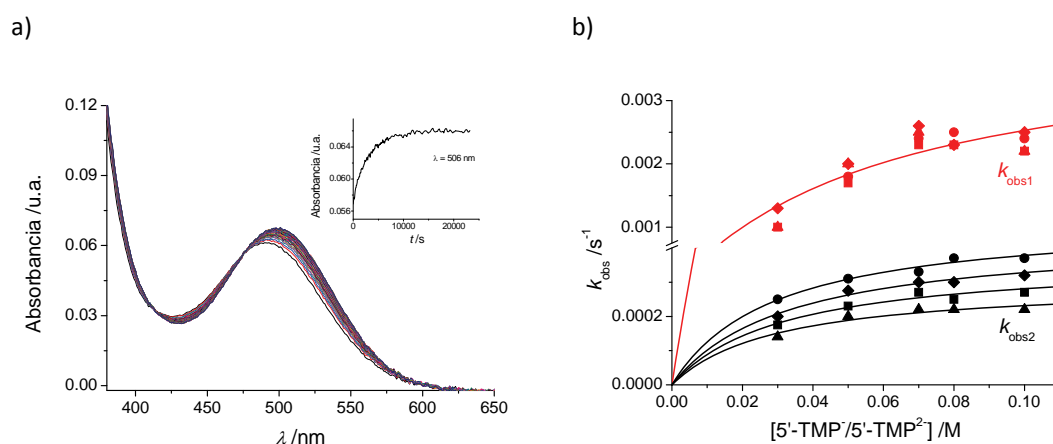 a)
0.12
0.09
0.06
0.03
0.00
Absorbancia /u.a.
400 450 500 550 600 650
λ /nm
0.064
0.060
0.056
Absorbancia /u.a.
λ = 506 nm
0 10000 20000
t /s
b)
0.003
0.002
0.001
0.0002
0.0000
k_obs /s⁻¹
k_obs1
k_obs2
0.00 0.02 0.04 0.06 0.08 0.10
[5'-TMP⁻/5'-TMP²⁻] /M